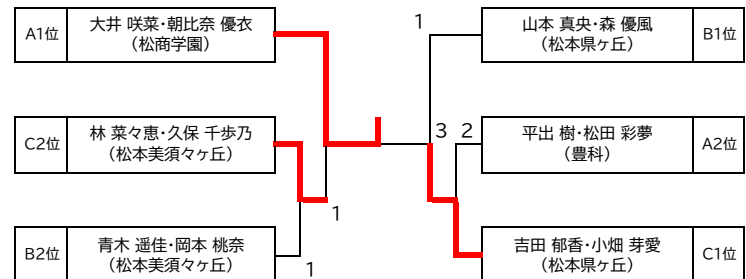 A1位
大井 咲菜・朝比奈 優衣
（松商学園）
1
山本 真央・森 優風
（松本県ヶ丘）
B1位
C2位
林 菜々恵・久保 千歩乃
（松本美須々ヶ丘）
3
2
平出 樹・松田 彩夢
（豊科）
A2位
1
B2位
青木 遥佳・岡本 桃奈
（松本美須々ヶ丘）
1
吉田 郁香・小畑 芽愛
（松本県ヶ丘）
C1位